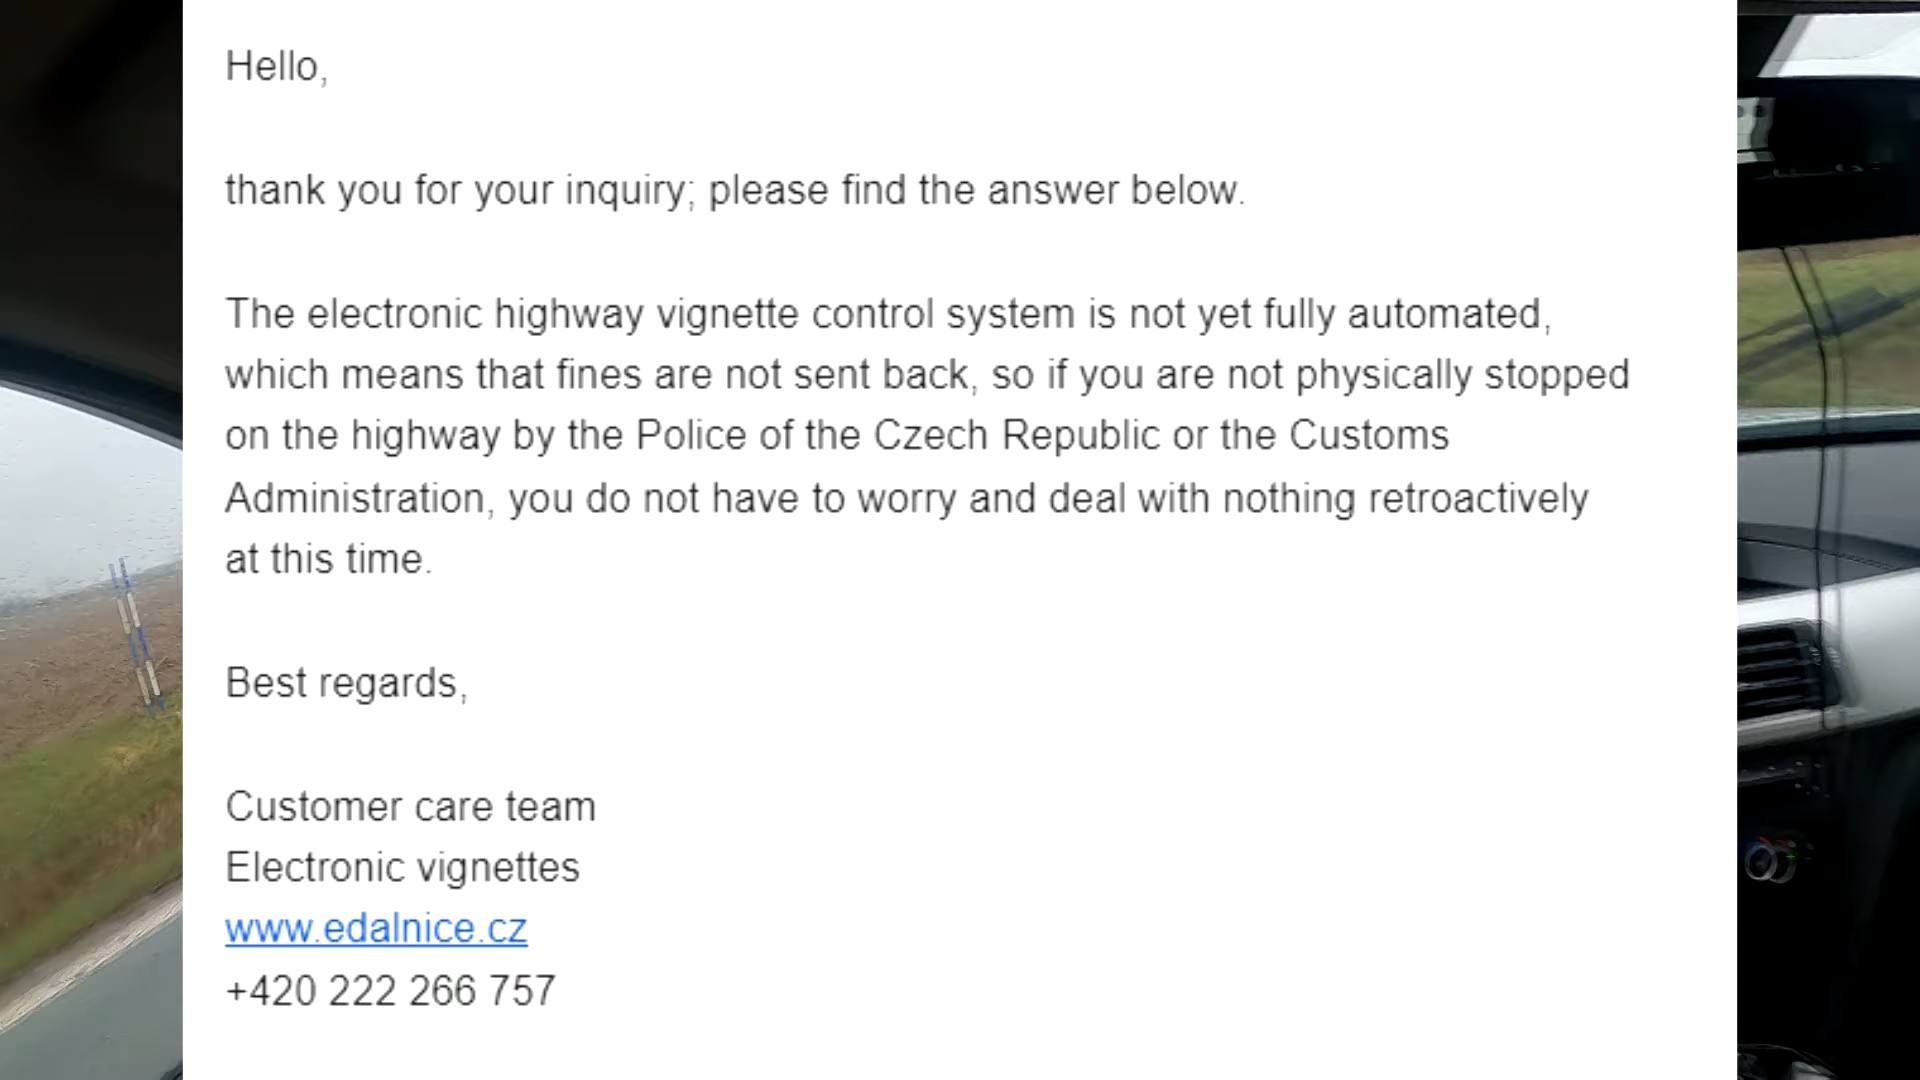 Hello,
thank you for your inquiry; please find the answer below.
The electronic highway vignette control system is not yet fully automated,
which means that fines are not sent back, so if you are not physically stopped
on the highway by the Police of the Czech Republic or the Customs
Administration, you do not have to worry and deal with nothing retroactively
at this time.
Best regards,
Customer care team
Electronic vignettes
www.edalnice.cz
+420 222 266 757